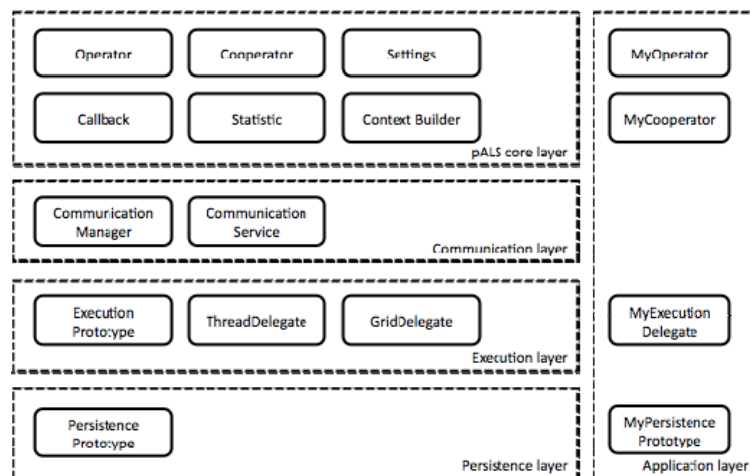 Operator
Cooperator
Settings
MyOperator
Callback
Statistic
Context Builder
MyCooperator
pALS core layer
Communication
Manager
Communication
Service
Communication layer
Execution
Prototype
ThreadDelegate
GridDelegate
MyExecution
Delegate
Execution layer
Persistence
Prototype
MyPersistence
Prototype
Persistence layer
Application layer